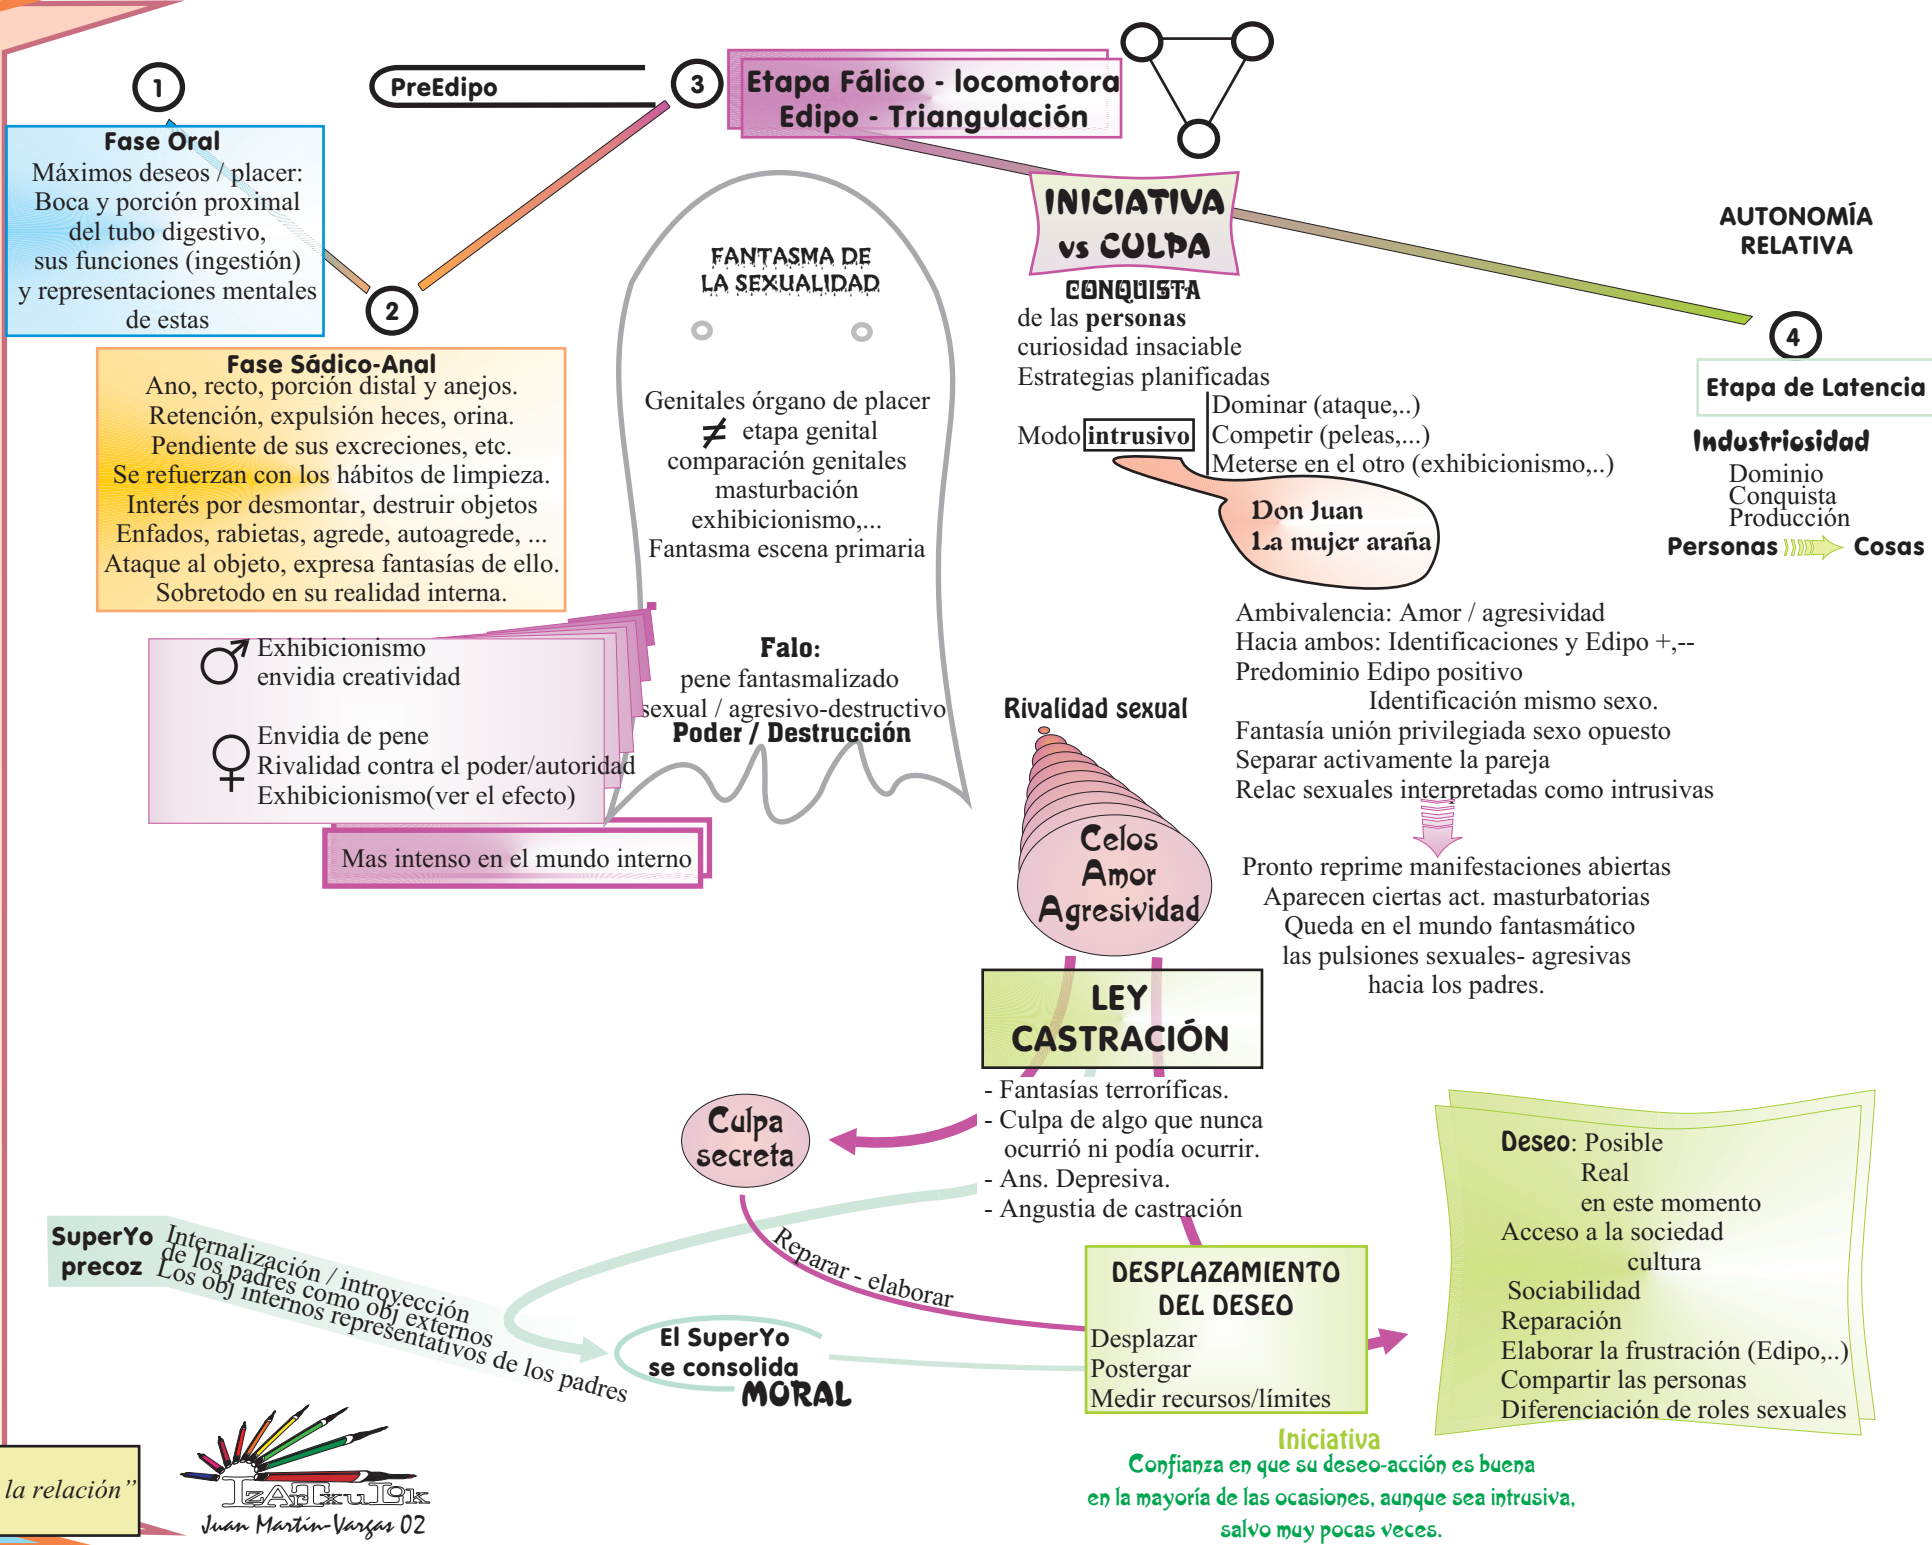 1
Fase Oral
Máximos deseos / placer:
Boca y porción proximal
del tubo digestivo,
sus funciones (ingestión)
y representaciones mentales
de estas
2
Fase Sádico-Anal
Ano, recto, porción distal y anejos.
Retención, expulsión heces, orina.
Pendiente de sus excreciones, etc.
Se refuerzan con los hábitos de limpieza.
Interés por desmontar, destruir objetos
Enfados, rabietas, agrede, autoagrede, ...
Ataque al objeto, expresa fantasías de ello.
Sobretodo en su realidad interna.
PreEdipo
3
Etapa Fálico - locomotora
Edipo - Triangulación
FANTASMA DE
LA SEXUALIDAD
Genitales órgano de placer
≠ etapa genital
comparación genitales
masturbación
exhibicionismo,...
Fantasma escena primaria
Falo:
pene fantasmalizado
sexual / agresivo-destructivo
Poder / Destrucción
♂ Exhibicionismo
envidia creatividad
♀ Envidia de pene
Rivalidad contra el poder/autoridad
Exhibicionismo(ver el efecto)
Mas intenso en el mundo interno
INICIATIVA
vs CULPA
CONQUISTA
de las personas
curiosidad insaciable
Estrategias planificadas
Modo intrusivo
Dominar (ataque,..)
Competir (peleas,...)
Meterse en el otro (exhibicionismo,..)
Don Juan
La mujer araña
AUTONOMÍA
RELATIVA
4
Etapa de Latencia
Industriosidad
Dominio
Conquista
Producción
Personas Cosas
Ambivalencia: Amor / agresividad
Hacia ambos: Identificaciones y Edipo +,--
Predominio Edipo positivo
Identificación mismo sexo.
Fantasía unión privilegiada sexo opuesto
Separar activamente la pareja
Relac sexuales interpretadas como intrusivas
Pronto reprime manifestaciones abiertas
Aparecen ciertas act. masturbatorias
Queda en el mundo fantasmático
las pulsiones sexuales- agresivas
hacia los padres.
Rivalidad sexual
Celos
Amor
Agresividad
LEY
CASTRACIÓN
- Fantasías terroríficas.
- Culpa de algo que nunca
ocurrió ni podía ocurrir.
- Ans. Depresiva.
- Angustia de castración
Culpa
secreta
Reparar - elaborar
SuperYo
precoz
Internalización / introyección
de los padres como obj externos
Los obj internos representativos de los padres
El SuperYo
se consolida
MORAL
DESPLAZAMIENTO
DEL DESEO
Desplazar
Postergar
Medir recursos/límites
Deseo: Posible
Real
en este momento
Acceso a la sociedad
cultura
Sociabilidad
Reparación
Elaborar la frustración (Edipo,..)
Compartir las personas
Diferenciación de roles sexuales
Iniciativa
Confianza en que su deseo-acción es buena
en la mayoría de las ocasiones, aunque sea intrusiva,
salvo muy pocas veces.
la relación”
IzArTxuLok
Juan Martín-Vargas 02